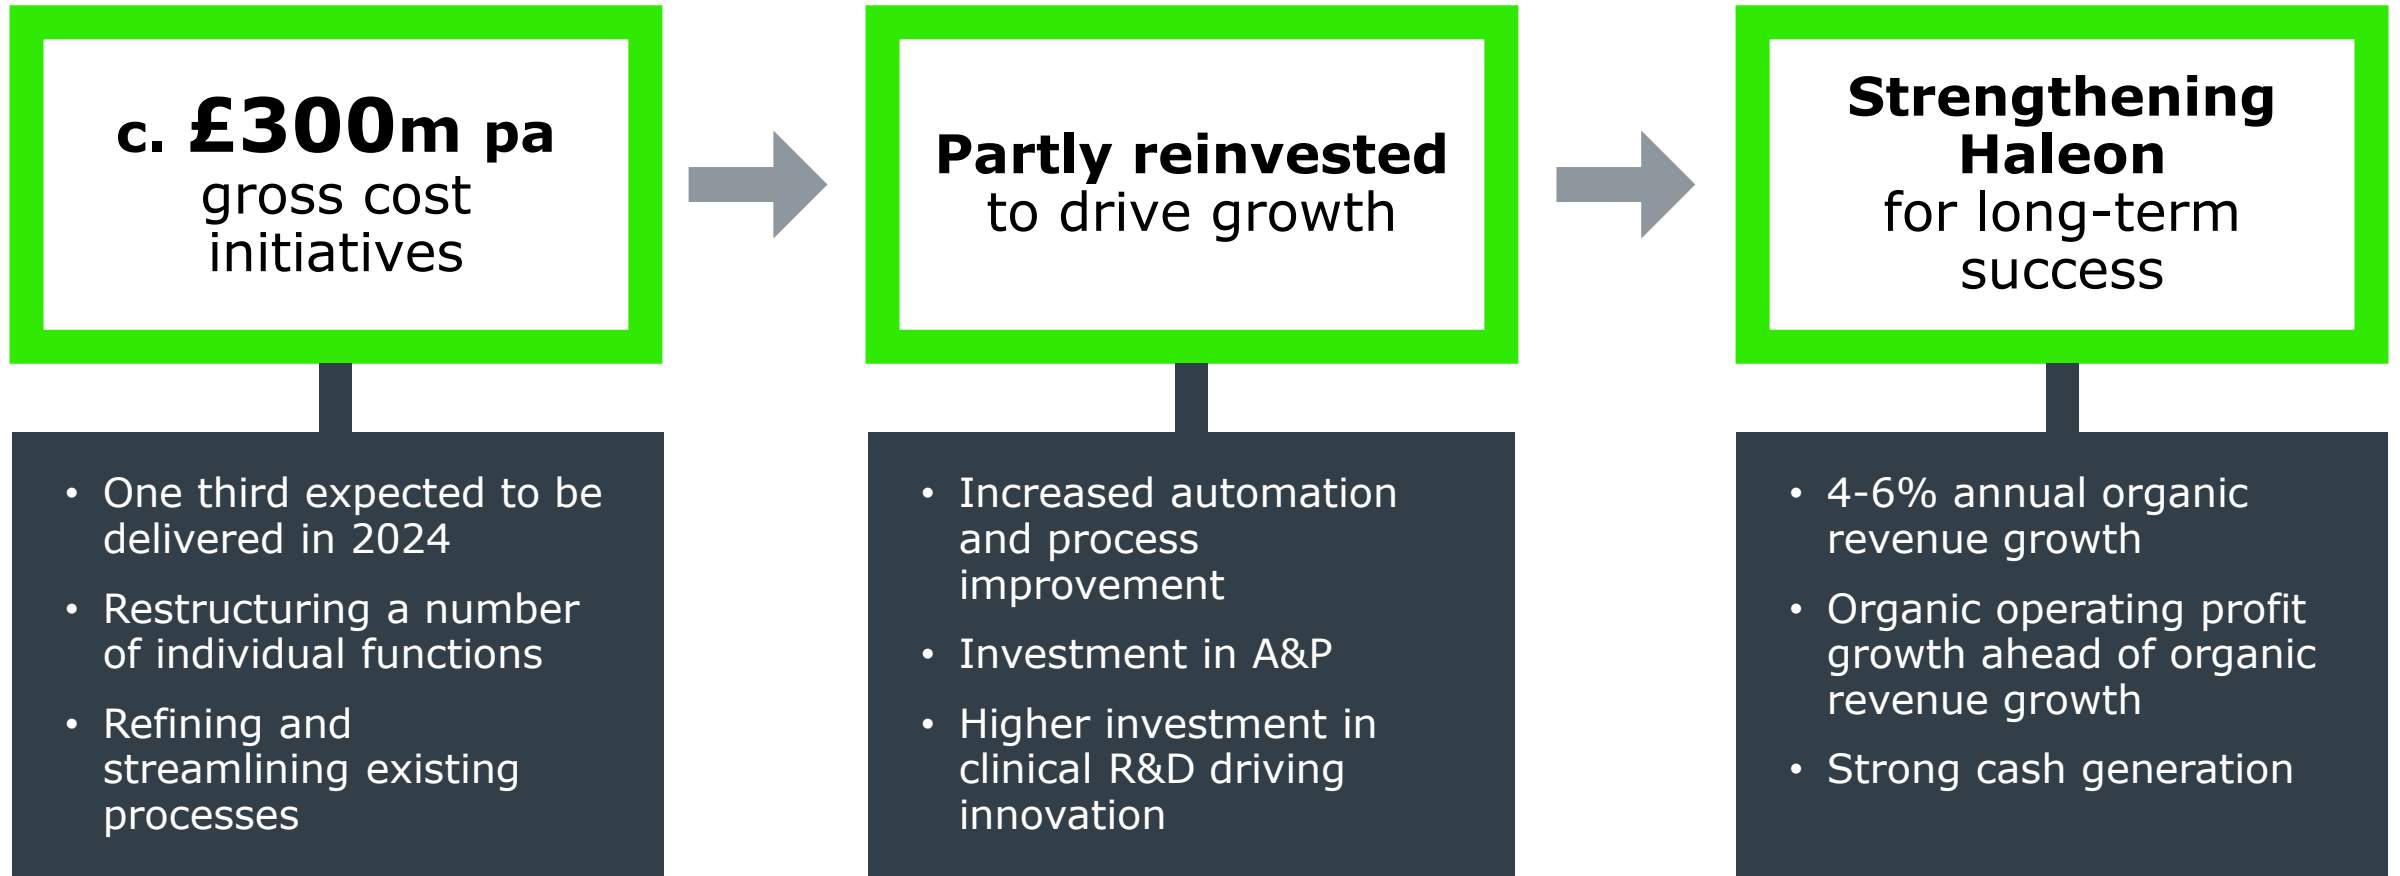 c. £300m pa
gross cost
initiatives
Partly reinvested
to drive growth
Strengthening
Haleon
for long-term
success
• One third expected to be
delivered in 2024
• Restructuring a number
of individual functions
• Refining and
streamlining existing
processes
• Increased automation
and process
improvement
• Investment in A&P
• Higher investment in
clinical R&D driving
innovation
• 4-6% annual organic
revenue growth
• Organic operating profit
growth ahead of organic
revenue growth
• Strong cash generation